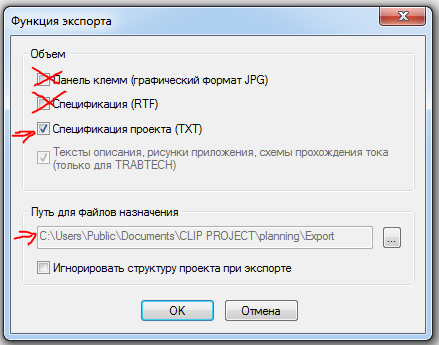 Функция экспорта
Объем
Панель клемм (графический формат JPG)
Спецификация (RTF)
Спецификация проекта (TXT)
Тексты описания, рисунки приложения, схемы прохождения тока
(только для TRABTECH)
Путь для файлов назначения
C:\Users\Public\Documents\CLIP PROJECT\planning\Export
...
Игнорировать структуру проекта при экспорте
OK
Отмена